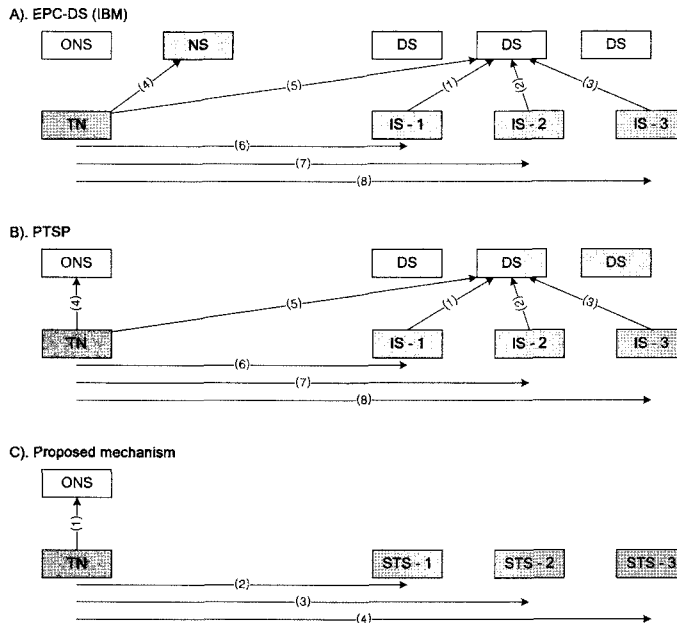 A). EPC-DS (IBM)
ONS NS DS DS DS
(4) (5) (1) (2) (3)
TN IS - 1 IS - 2 IS - 3
(6)
(7)
(8)
B). PTSP
ONS DS DS DS
(4) (5) (1) (2) (3)
TN IS - 1 IS - 2 IS - 3
(6)
(7)
(8)
C). Proposed mechanism
ONS
(1)
TN STS - 1 STS - 2 STS - 3
(2)
(3)
(4)